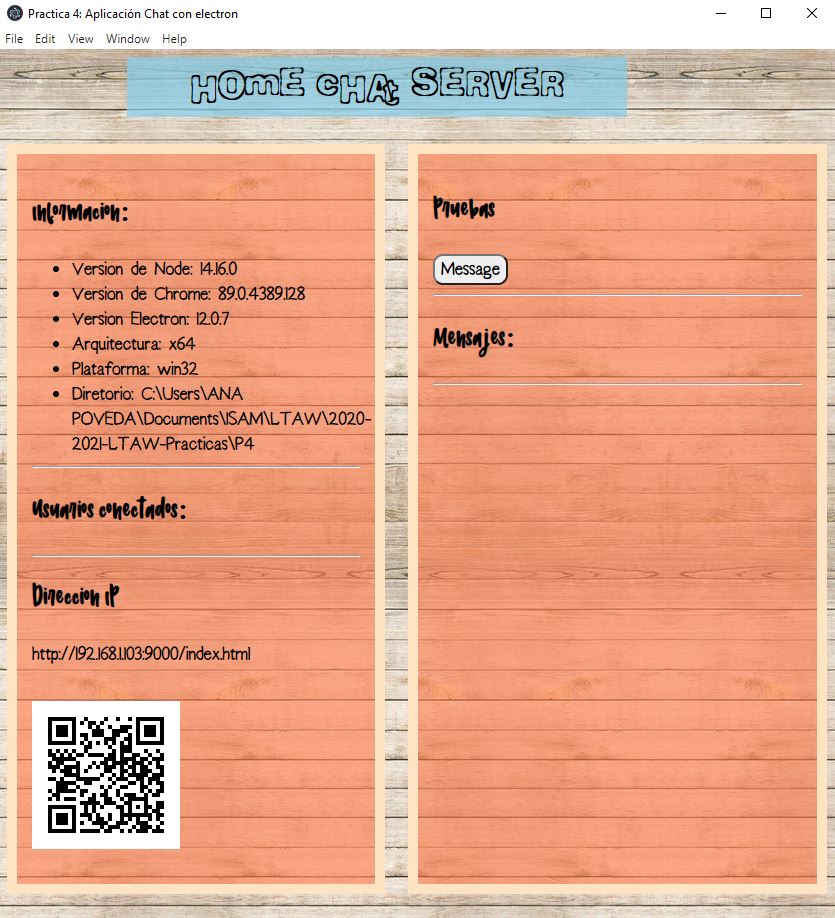 Practica 4: Aplicación Chat con electron
File Edit View Window Help
HOmE CHAt SERVER
Informacion:
Version de Node: 14.16.0
Version de Chrome: 89.0.4389.128
Version Electron: 12.0.7
Arquitectura: x64
Plataforma: win32
Diretorio: C:\Users\ANA
POVEDA\Documents\ISAM\LTAW\2020-
2021-LTAW-Practicas\P4
Usuarios conectados:
Direccion IP
http://192.168.1.103:9000/index.html
Pruebas
Message
Mensajes: